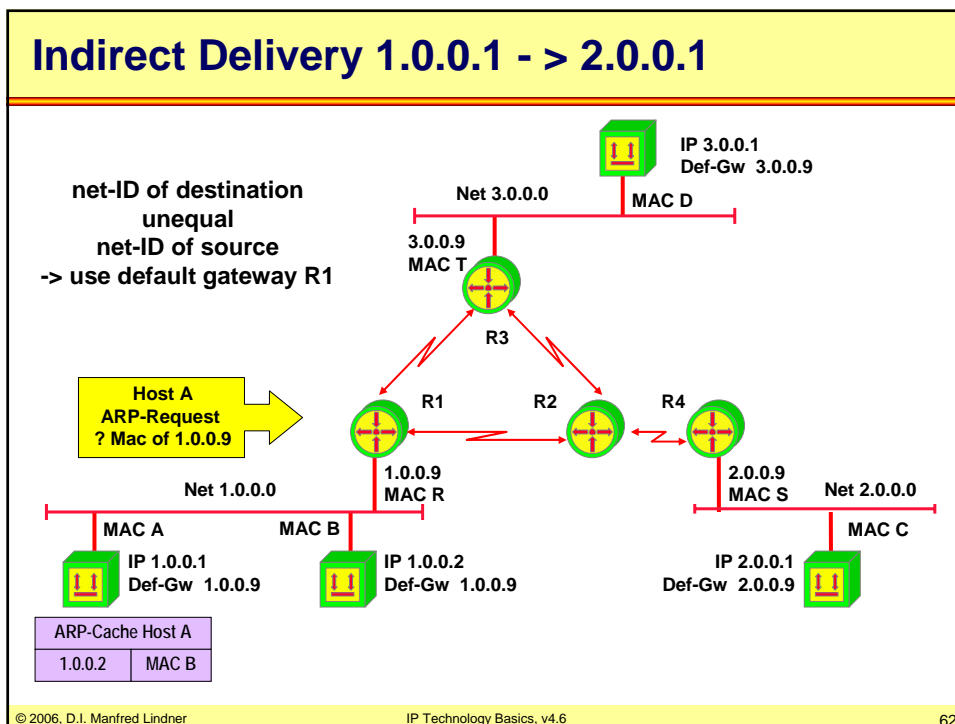 Indirect Delivery 1.0.0.1 - > 2.0.0.1
IP 3.0.0.1
Def-Gw 3.0.0.9
net-ID of destination
unequal
net-ID of source
-> use default gateway R1
Net 3.0.0.0
MAC D
3.0.0.9
MAC T
R3
Host A
ARP-Request
? Mac of 1.0.0.9
R1
R2
R4
1.0.0.9
MAC R
2.0.0.9
MAC S
Net 1.0.0.0
Net 2.0.0.0
MAC A
MAC B
MAC C
IP 1.0.0.1
Def-Gw 1.0.0.9
IP 1.0.0.2
Def-Gw 1.0.0.9
IP 2.0.0.1
Def-Gw 2.0.0.9
ARP-Cache Host A
1.0.0.2 MAC B
© 2006, D.I. Manfred Lindner
IP Technology Basics, v4.6
62